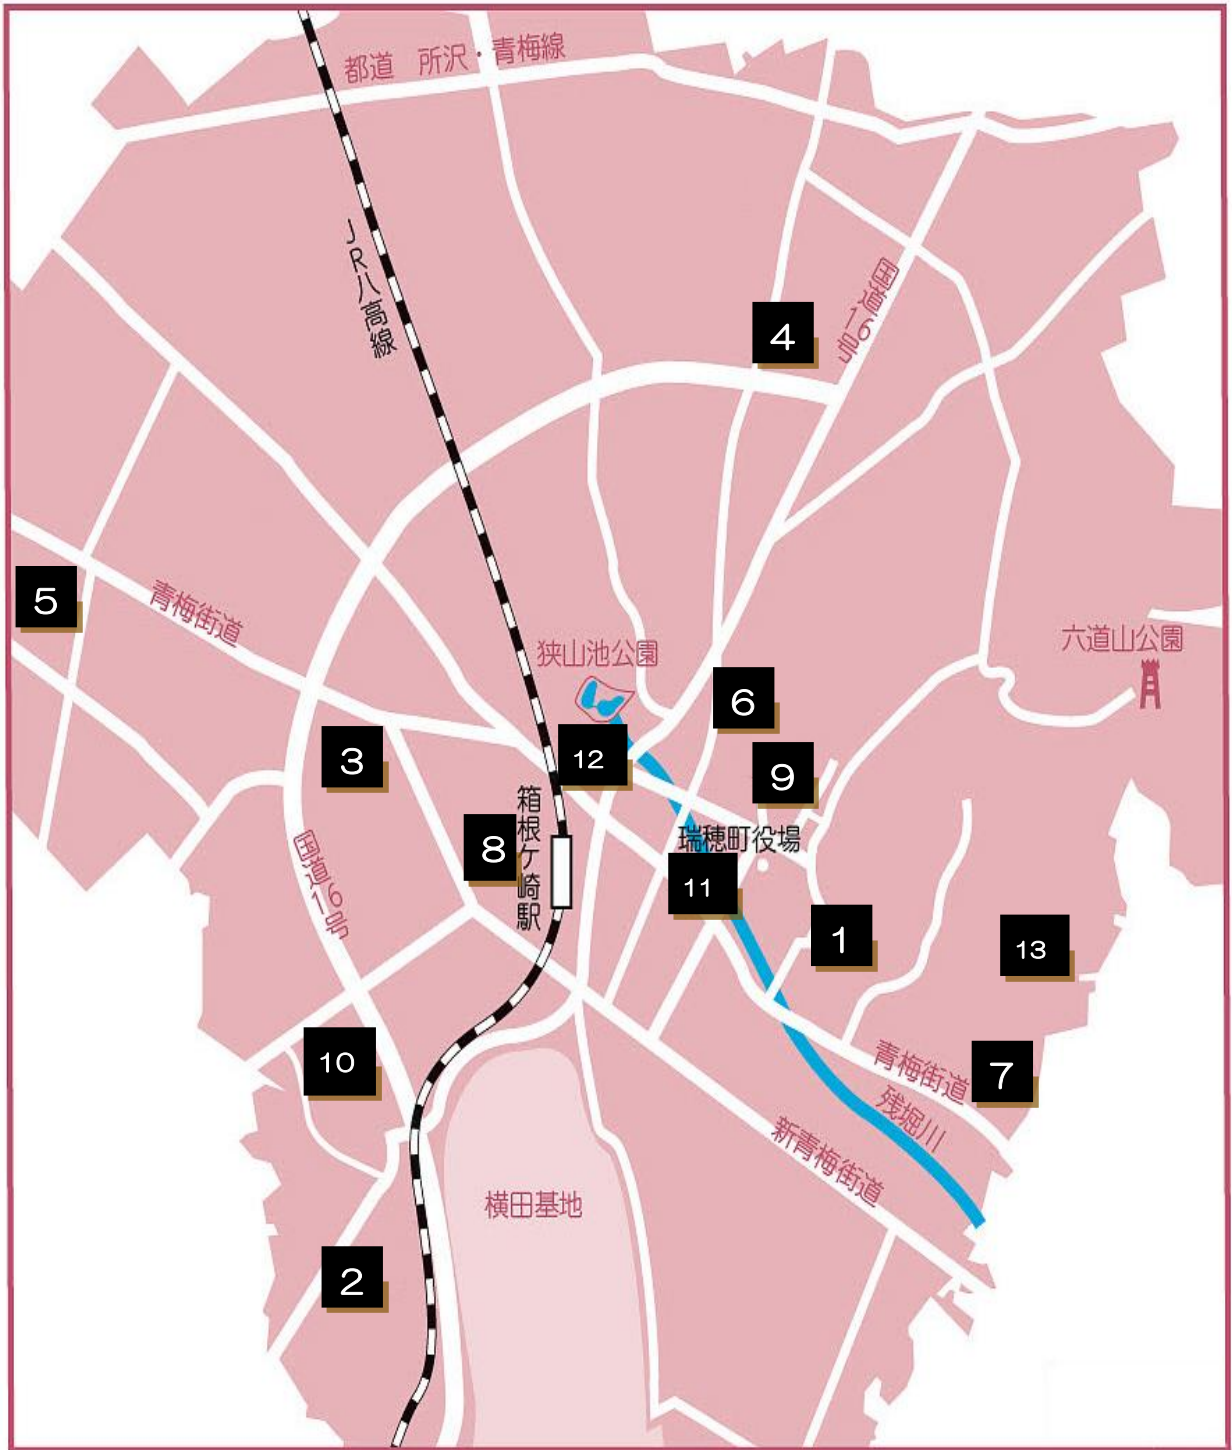 都道　所沢・青梅線
JR八高線
国道16号
4
5
青梅街道
狭山池公園
六道山公園
6
3
12
9
箱根ケ崎駅
8
瑞穂町役場
11
国道16号
1
13
10
青梅街道
7
残堀川
新青梅街道
横田基地
2